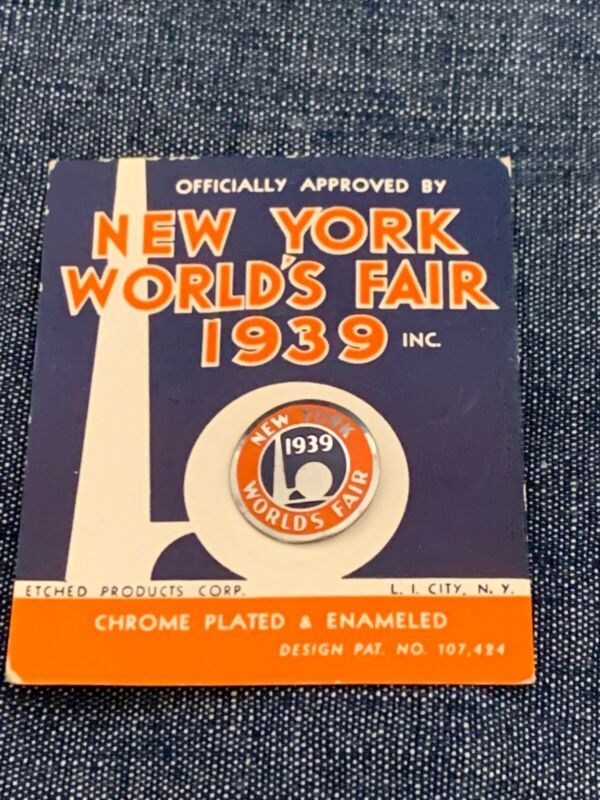 OFFICIALLY APPROVED BY
NEW YORK
WORLD'S FAIR
1939 INC.
NEW YORK
1939
WORLD'S FAIR
ETCHED PRODUCTS CORP. L. I. CITY, N. Y.
CHROME PLATED & ENAMELED
DESIGN PAT. NO. 107,424